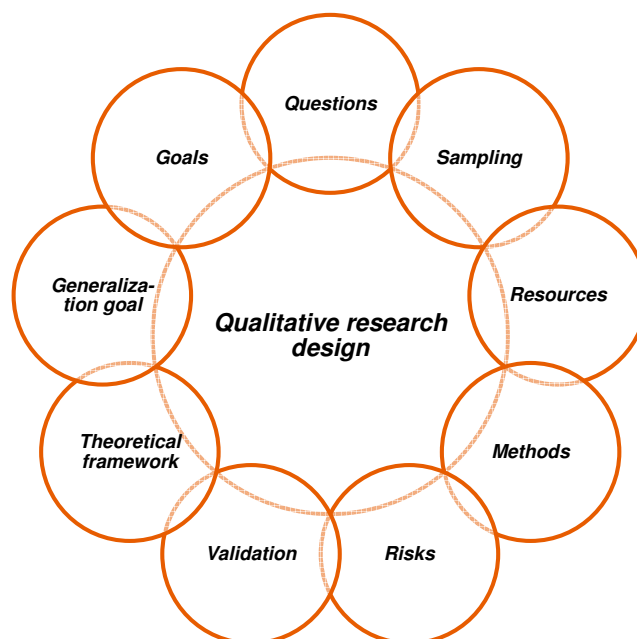 Questions
Goals
Sampling
Generaliza-
tion goal
Resources
Qualitative research
design
Theoretical
framework
Methods
Validation
Risks